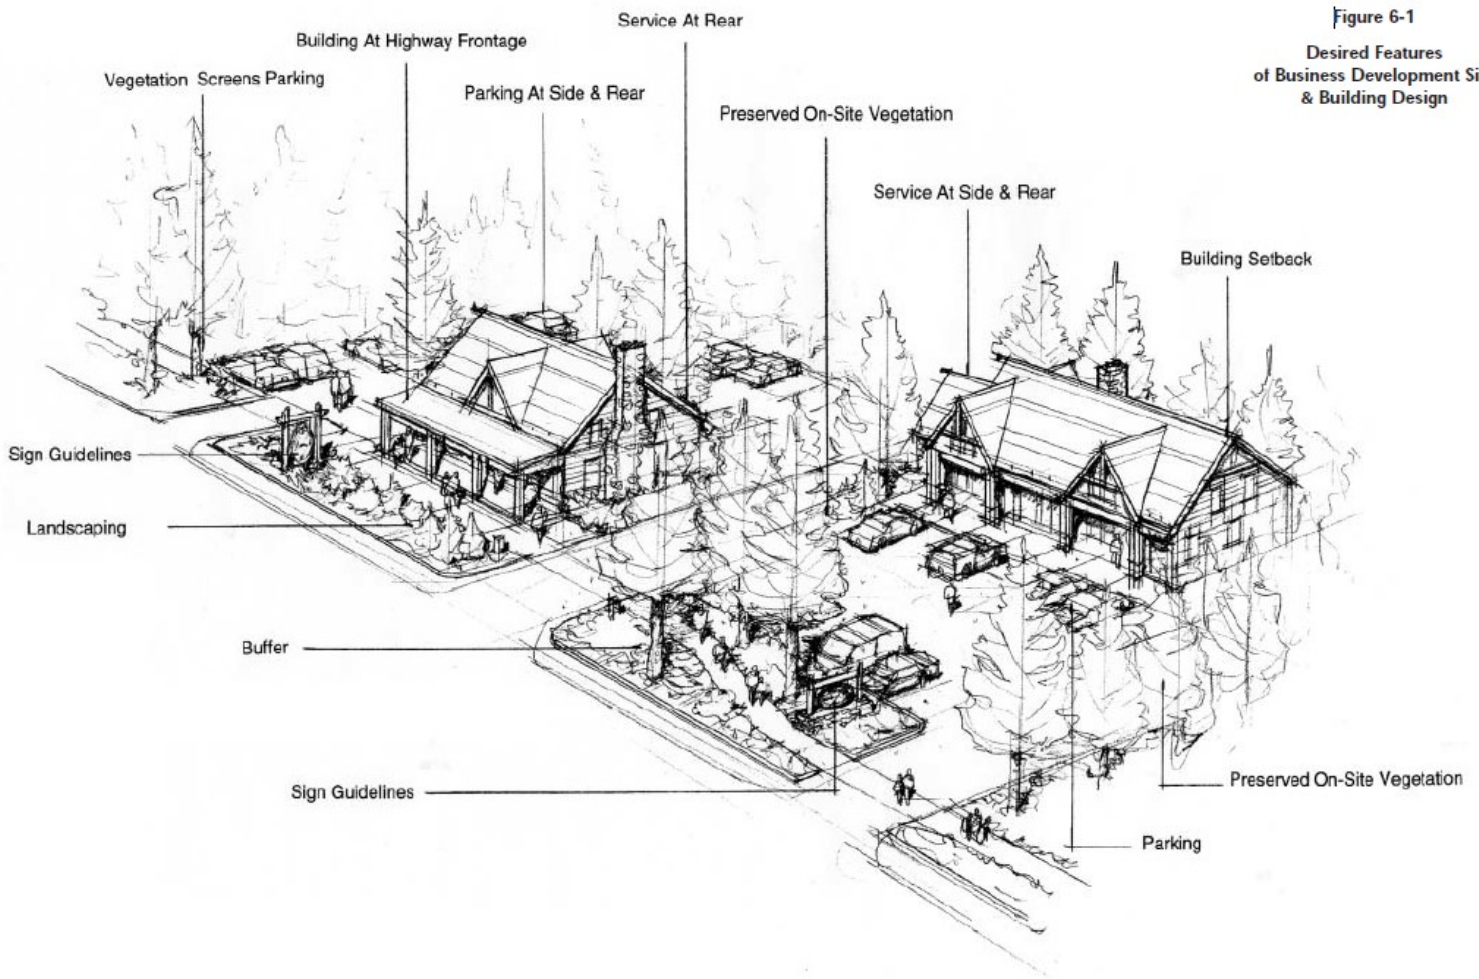 Figure 6-1
Desired Features
of Business Development Si
& Building Design
Service At Rear
Building At Highway Frontage
Vegetation Screens Parking
Parking At Side & Rear
Preserved On-Site Vegetation
Service At Side & Rear
Building Setback
Sign Guidelines
Landscaping
Buffer
Sign Guidelines
Preserved On-Site Vegetation
Parking